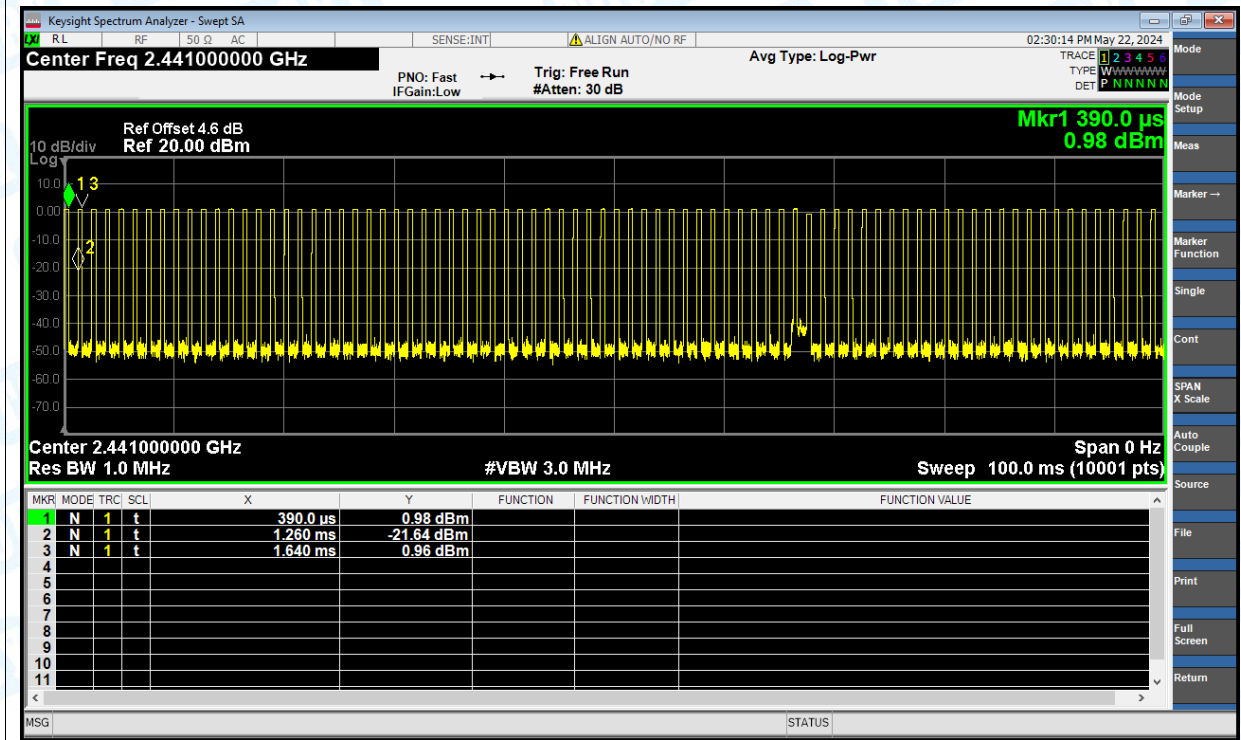 Keysight Spectrum Analyzer - Swept SA
LXI RL RF 50 Ω AC SENSE:INT ALIGN AUTO/NO RF 02:30:14 PM May 22, 2024
Center Freq 2.441000000 GHz
Avg Type: Log-Pwr
TRACE 1 2 3 4 5 6
PNO: Fast Trig: Free Run
TYPE WWWWWW
IFGain:Low #Atten: 30 dB
DET P N N N N N
Ref Offset 4.6 dB
Mkr1 390.0 µs
10 dB/div Ref 20.00 dBm
0.98 dBm
Log
10.0
0.00
-10.0
-20.0
-30.0
-40.0
-50.0
-60.0
-70.0
1 3
2
Center 2.441000000 GHz Span 0 Hz
Res BW 1.0 MHz #VBW 3.0 MHz Sweep 100.0 ms (10001 pts)
MKR MODE TRC SCL X Y FUNCTION FUNCTION WIDTH FUNCTION VALUE
1 N 1 t 390.0 µs 0.98 dBm
2 N 1 t 1.260 ms -21.64 dBm
3 N 1 t 1.640 ms 0.96 dBm
4
5
6
7
8
9
10
11
MSG STATUS
Mode
Mode
Setup
Meas
Marker →
Marker
Function
Single
Cont
SPAN
X Scale
Auto
Couple
Source
File
Print
Full
Screen
Return